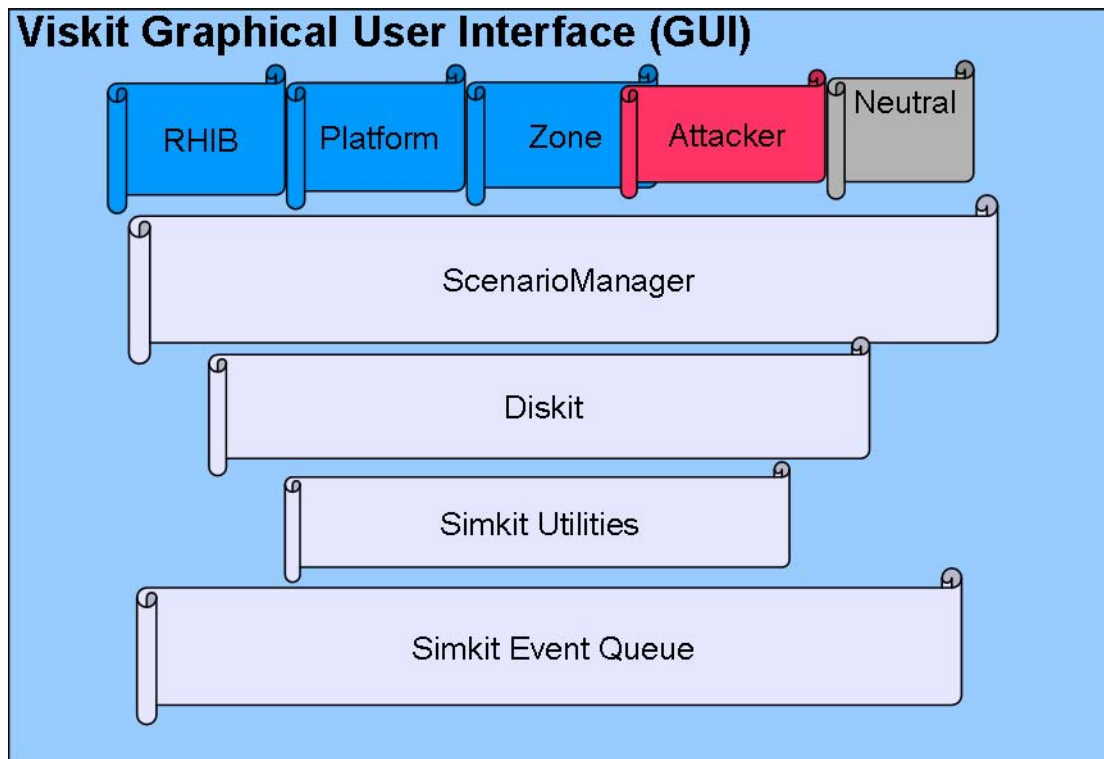 Viskit Graphical User Interface (GUI)
RHIB
Platform
Zone
Attacker
Neutral
ScenarioManager
Diskit
Simkit Utilities
Simkit Event Queue